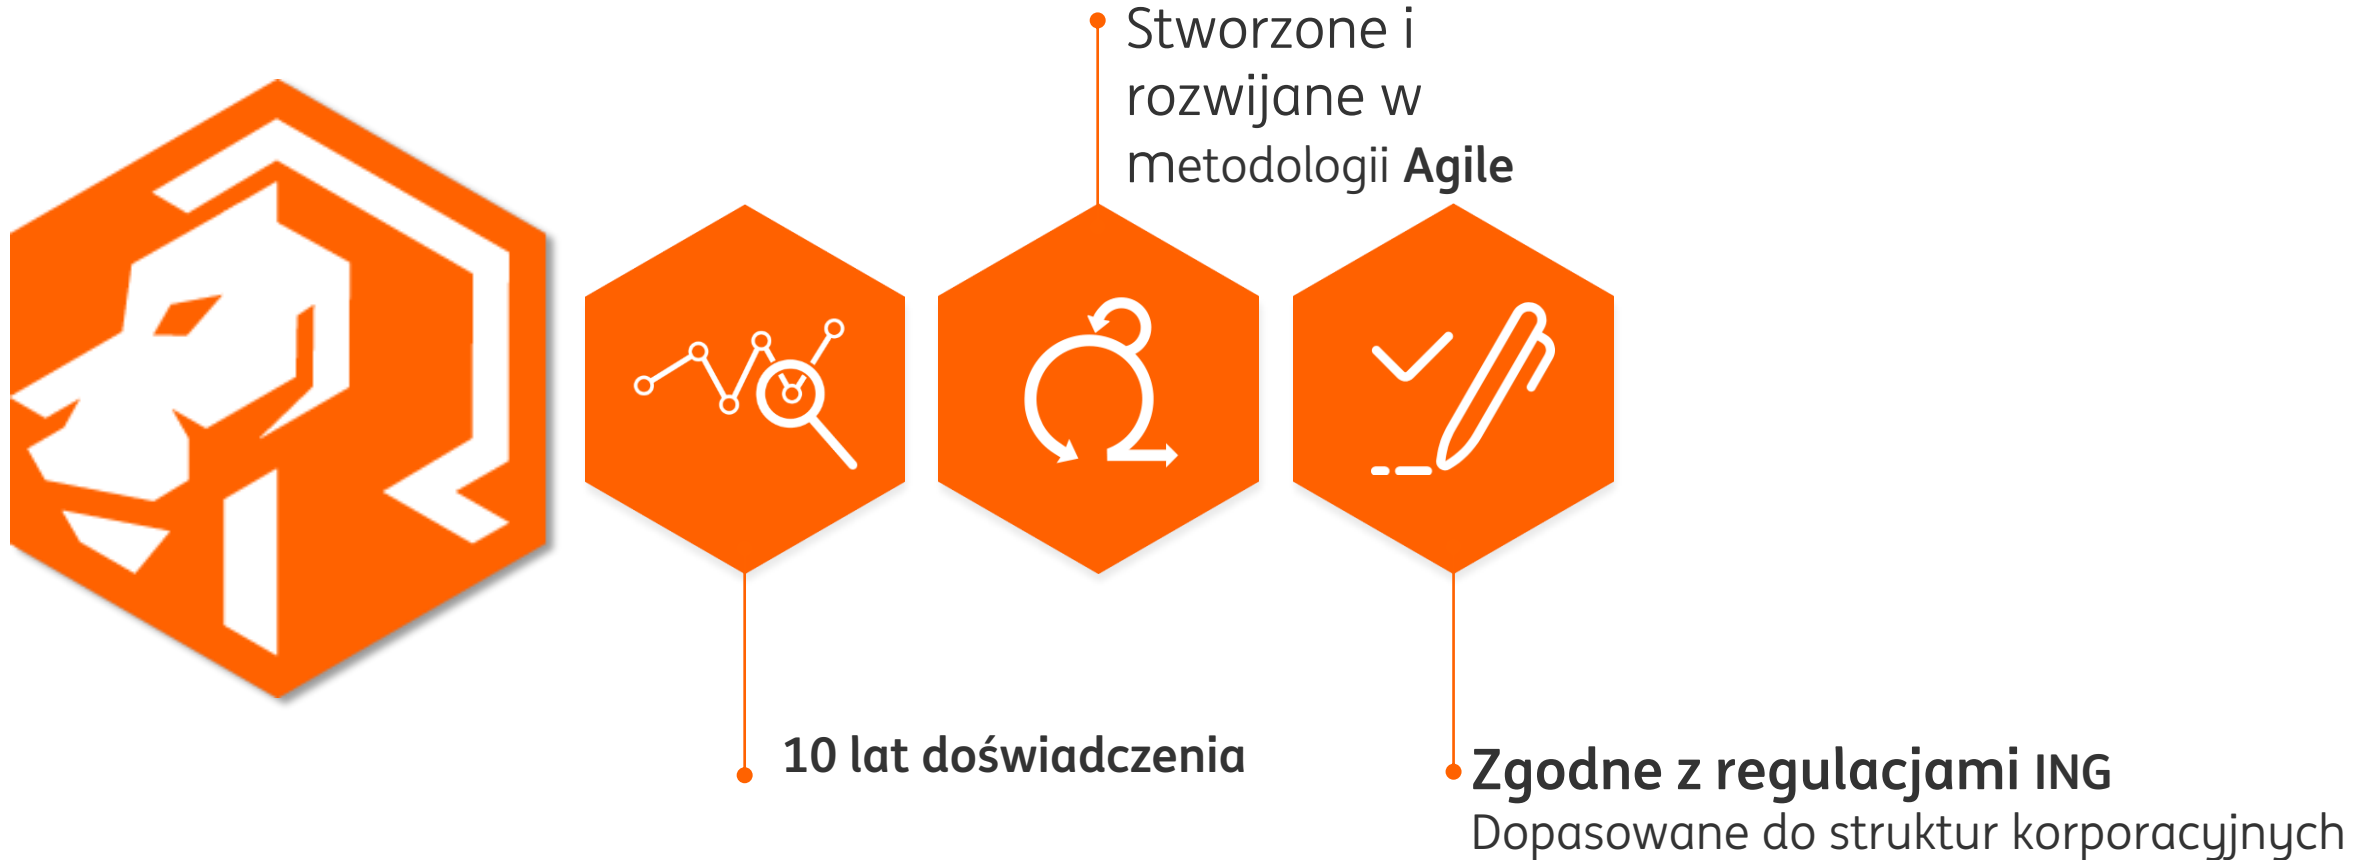 Stworzone i
rozwijane w
metodologii Agile
10 lat doświadczenia
Zgodne z regulacjami ING
Dopasowane do struktur korporacyjnych